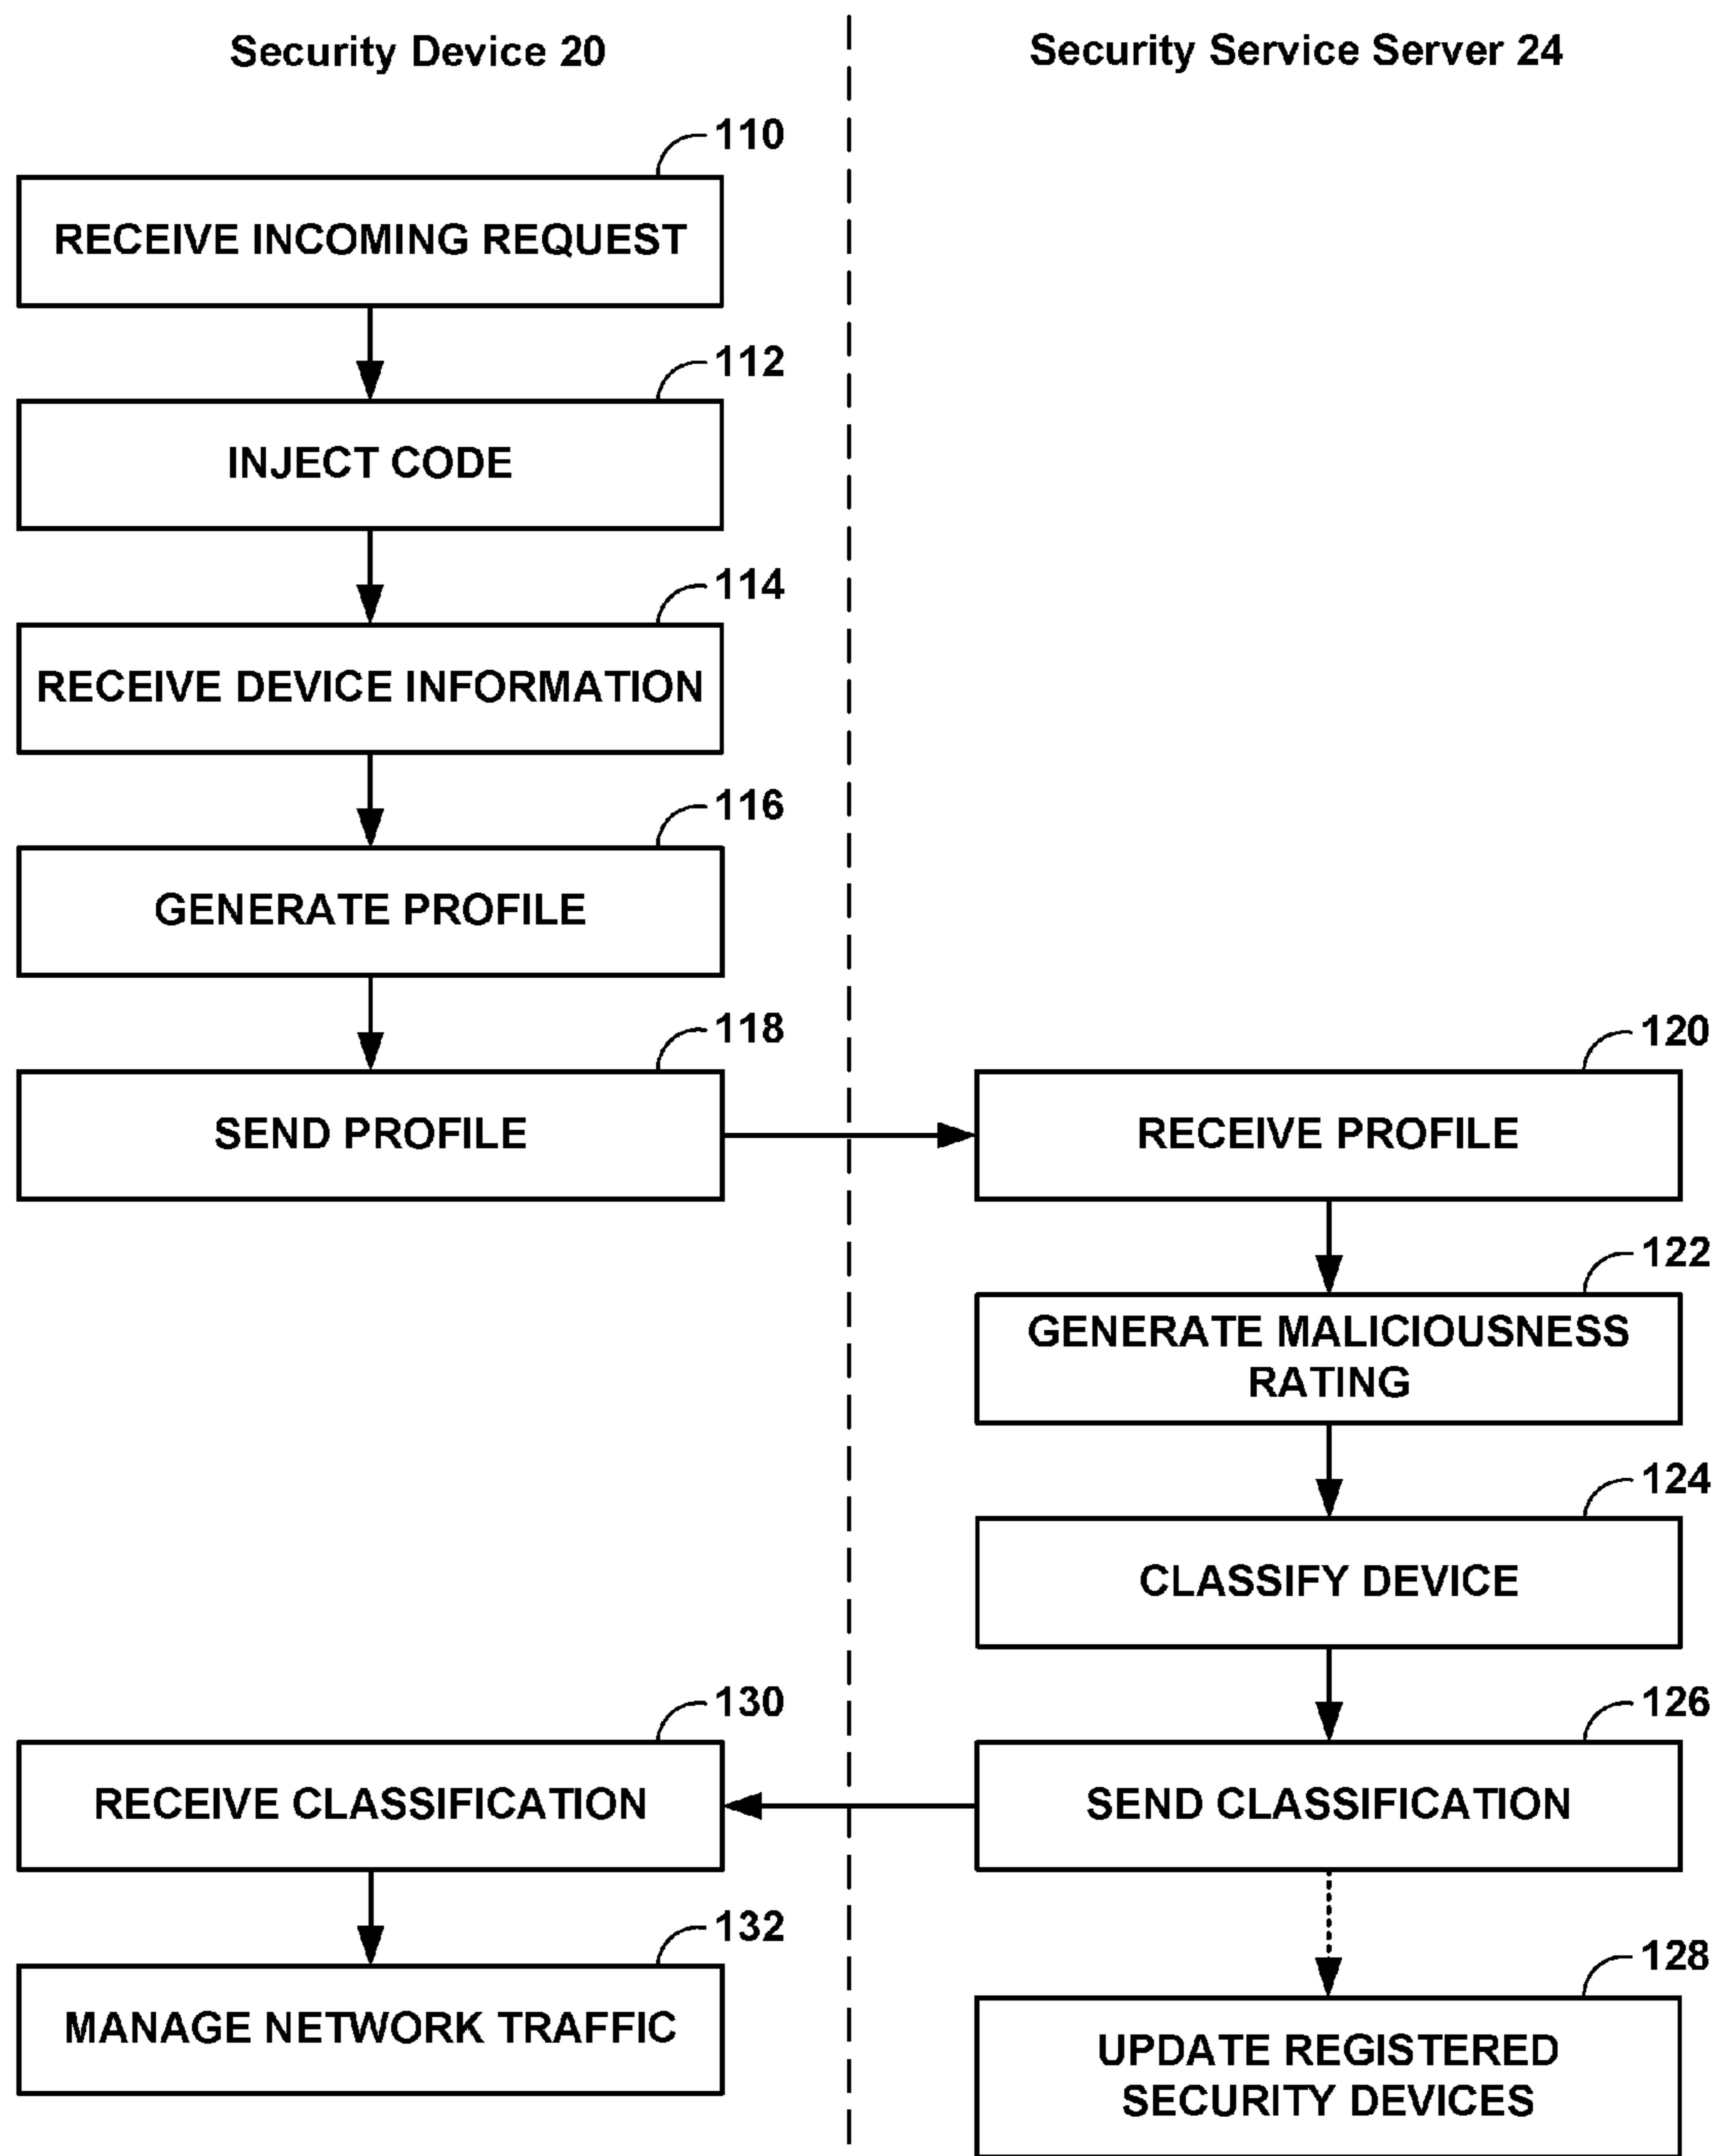 Security Device 20
Security Service Server 24
110
RECEIVE INCOMING REQUEST
112
INJECT CODE
114
RECEIVE DEVICE INFORMATION
116
GENERATE PROFILE
118
SEND PROFILE
120
RECEIVE PROFILE
122
GENERATE MALICIOUSNESS
RATING
124
CLASSIFY DEVICE
126
SEND CLASSIFICATION
130
RECEIVE CLASSIFICATION
132
MANAGE NETWORK TRAFFIC
128
UPDATE REGISTERED
SECURITY DEVICES